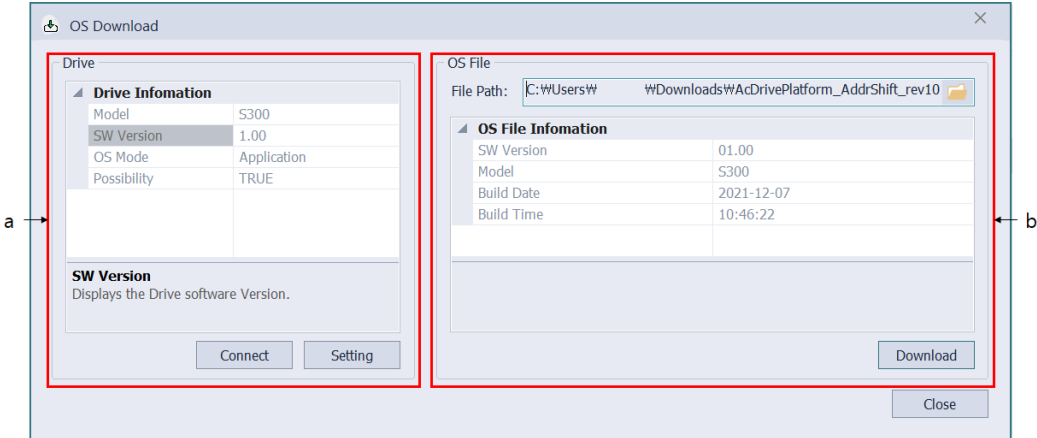 OS Download
Drive
Drive Infomation
Model S300
SW Version 1.00
OS Mode Application
Possibility TRUE
SW Version
Displays the Drive software Version.
Connect Setting
OS File
File Path: C:₩Users₩ ₩Downloads₩AcDrivePlatform_AddrShift_rev10
OS File Infomation
SW Version 01.00
Model S300
Build Date 2021-12-07
Build Time 10:46:22
Download
Close
a
b